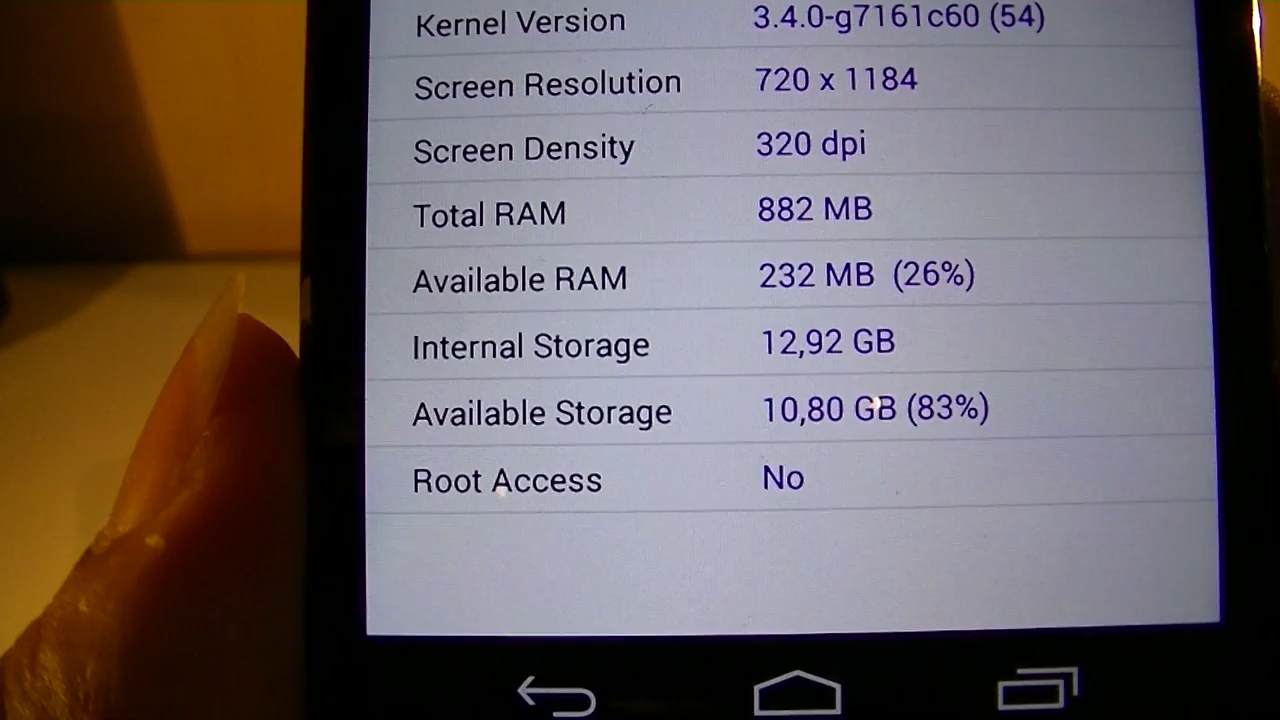 Kernel Version 3.4.0-g7161c60 (54)
Screen Resolution 720 x 1184
Screen Density 320 dpi
Total RAM 882 MB
Available RAM 232 MB (26%)
Internal Storage 12,92 GB
Available Storage 10,80 GB (83%)
Root Access No